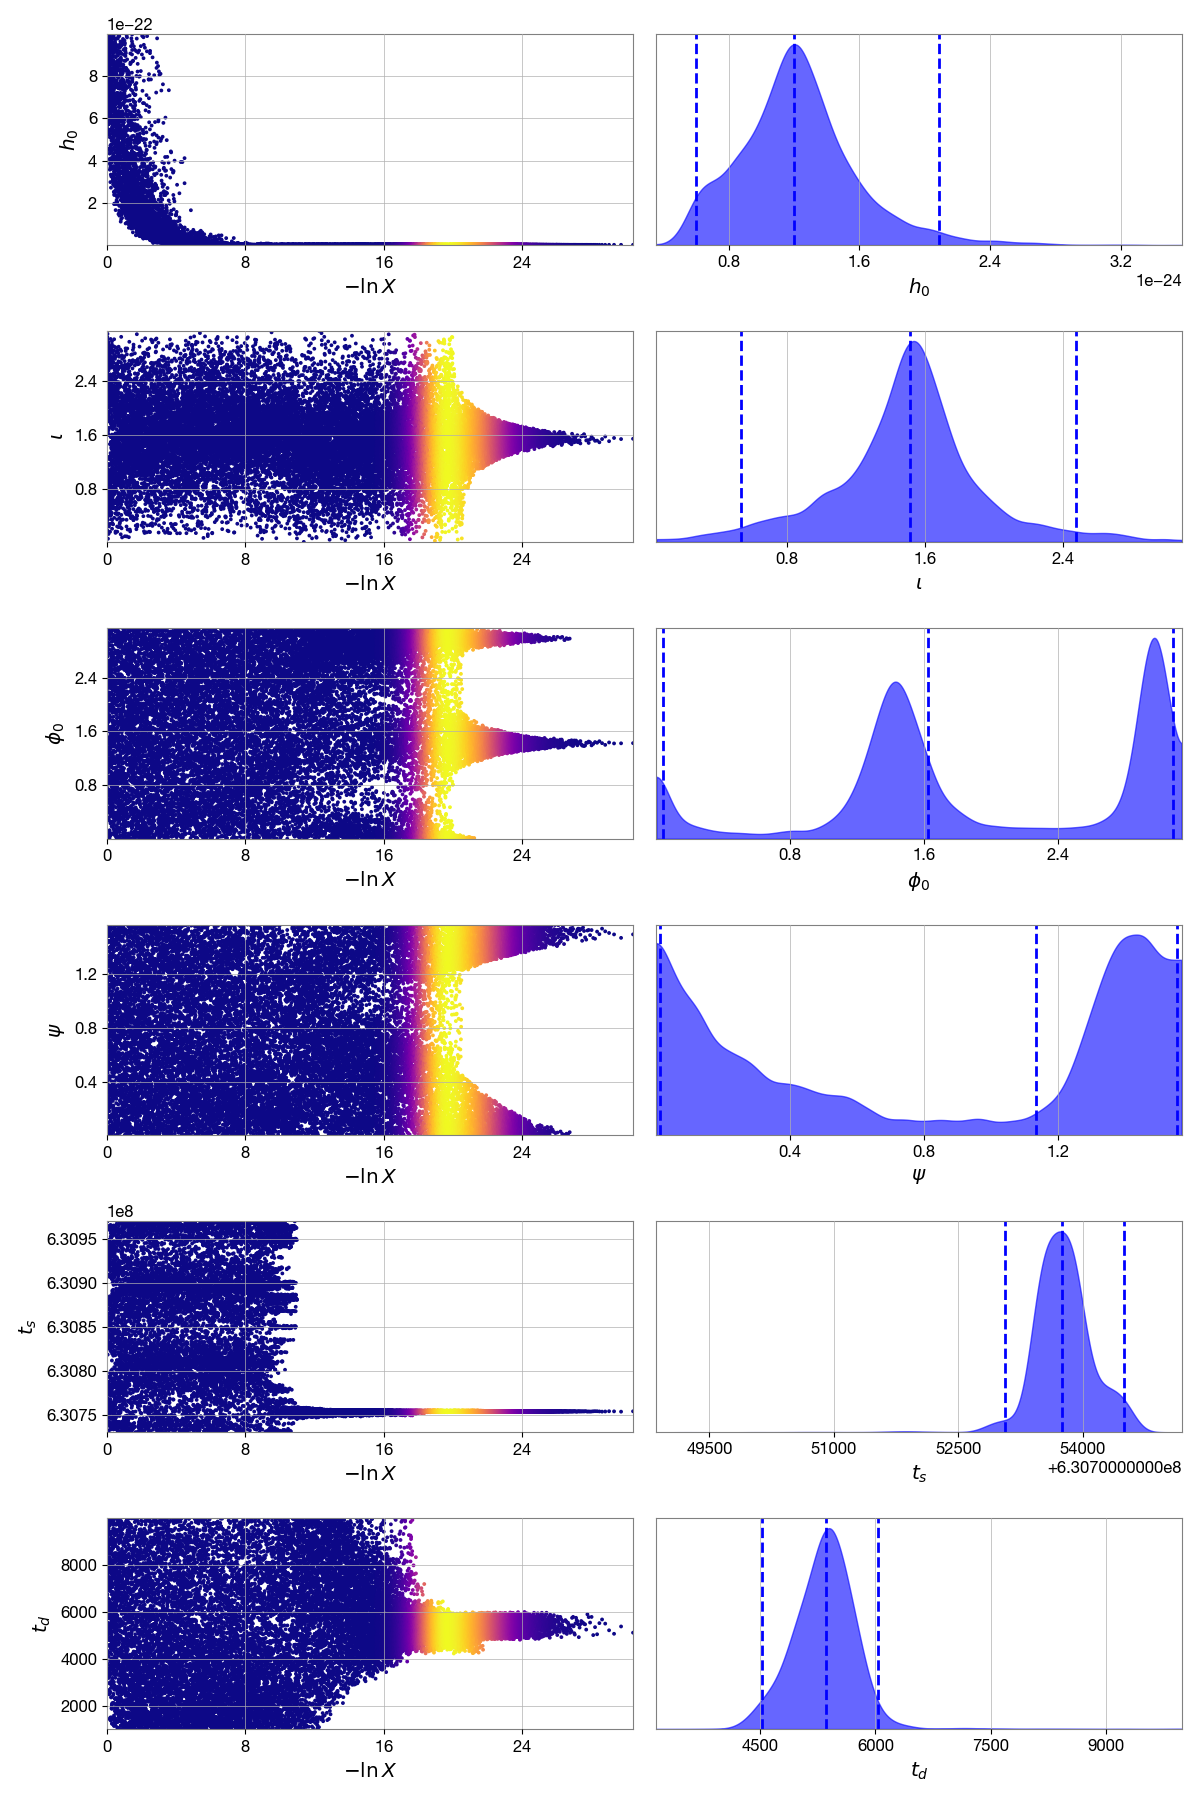 1e−22
8
6
4
2
h₀
0 8 16 24
−ln X
0.8 1.6 2.4 3.2
1e−24
h₀
2.4
1.6
0.8
ι
0 8 16 24
−ln X
0.8 1.6 2.4
ι
2.4
1.6
0.8
ϕ₀
0 8 16 24
−ln X
0.8 1.6 2.4
ϕ₀
1.2
0.8
0.4
ψ
0 8 16 24
−ln X
0.4 0.8 1.2
ψ
1e8
6.3095
6.3090
6.3085
6.3080
6.3075
tₛ
0 8 16 24
−ln X
49500 51000 52500 54000
+6.3070000000e8
tₛ
8000
6000
4000
2000
t_d
0 8 16 24
−ln X
4500 6000 7500 9000
t_d